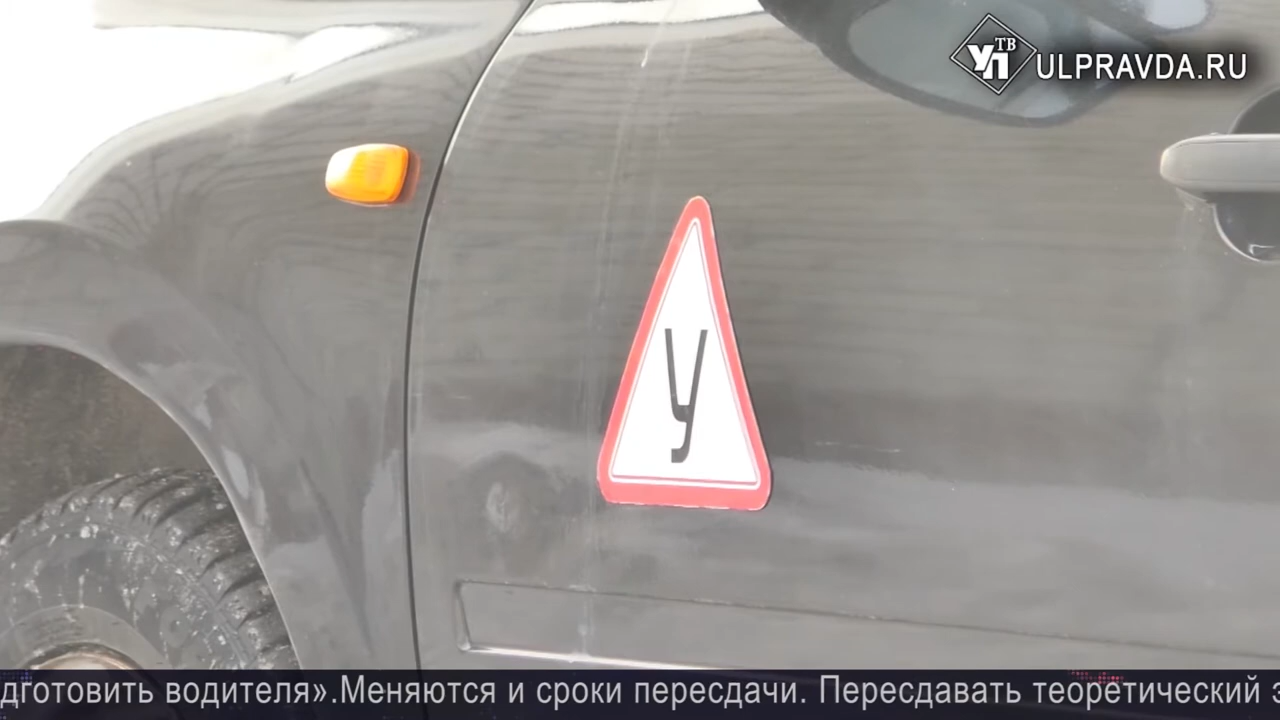 ТВ
УП
ULPRAVDA.RU
У
дготовить водителя».Меняются и сроки пересдачи. Пересдавать теоретический э